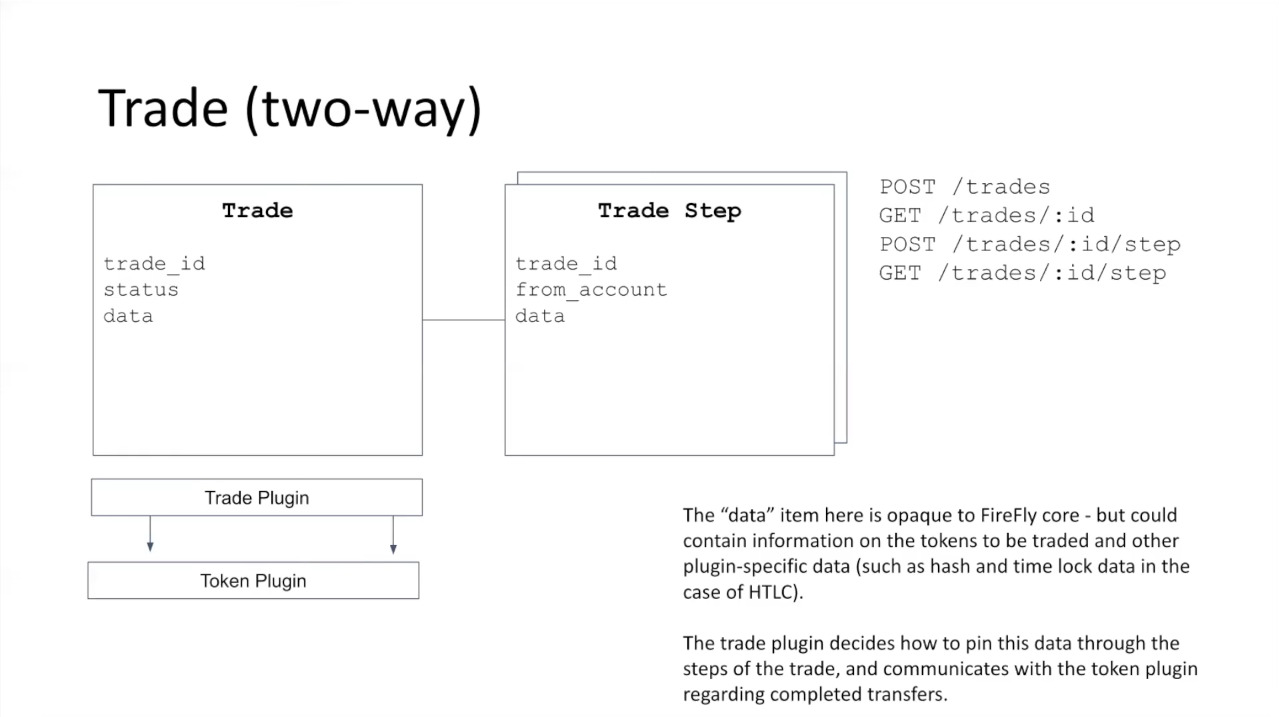 Trade (two-way)
Trade
trade_id
status
data
Trade Step
trade_id
from_account
data
POST /trades
GET /trades/:id
POST /trades/:id/step
GET /trades/:id/step
Trade Plugin
Token Plugin
The “data” item here is opaque to FireFly core - but could
contain information on the tokens to be traded and other
plugin-specific data (such as hash and time lock data in the
case of HTLC).
The trade plugin decides how to pin this data through the
steps of the trade, and communicates with the token plugin
regarding completed transfers.